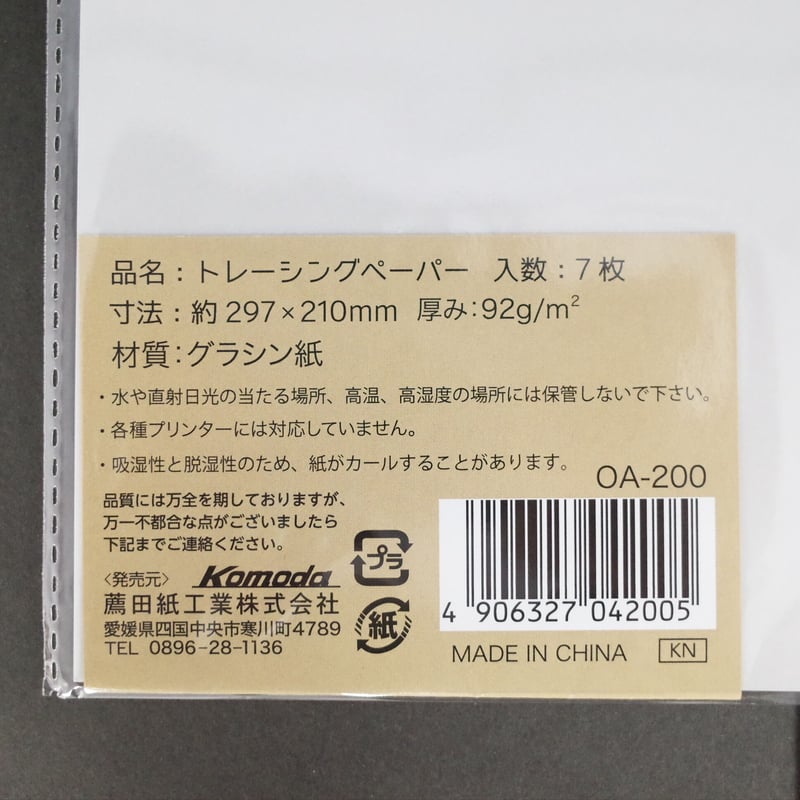 品名：トレーシングペーパー 入数：7枚
寸法：約297×210mm 厚み：92g/m²
材質：グラシン紙
・水や直射日光の当たる場所、高温、高湿度の場所には保管しないで下さい。
・各種プリンターには対応していません。
・吸湿性と脱湿性のため、紙がカールすることがあります。
OA-200
品質には万全を期しておりますが、
万一不都合な点がございましたら
下記までご連絡ください。
〈発売元〉 Komoda
薦田紙工業株式会社
愛媛県四国中央市寒川町4789
TEL 0896-28-1136
プラ
紙
4 906327 042005
MADE IN CHINA KN